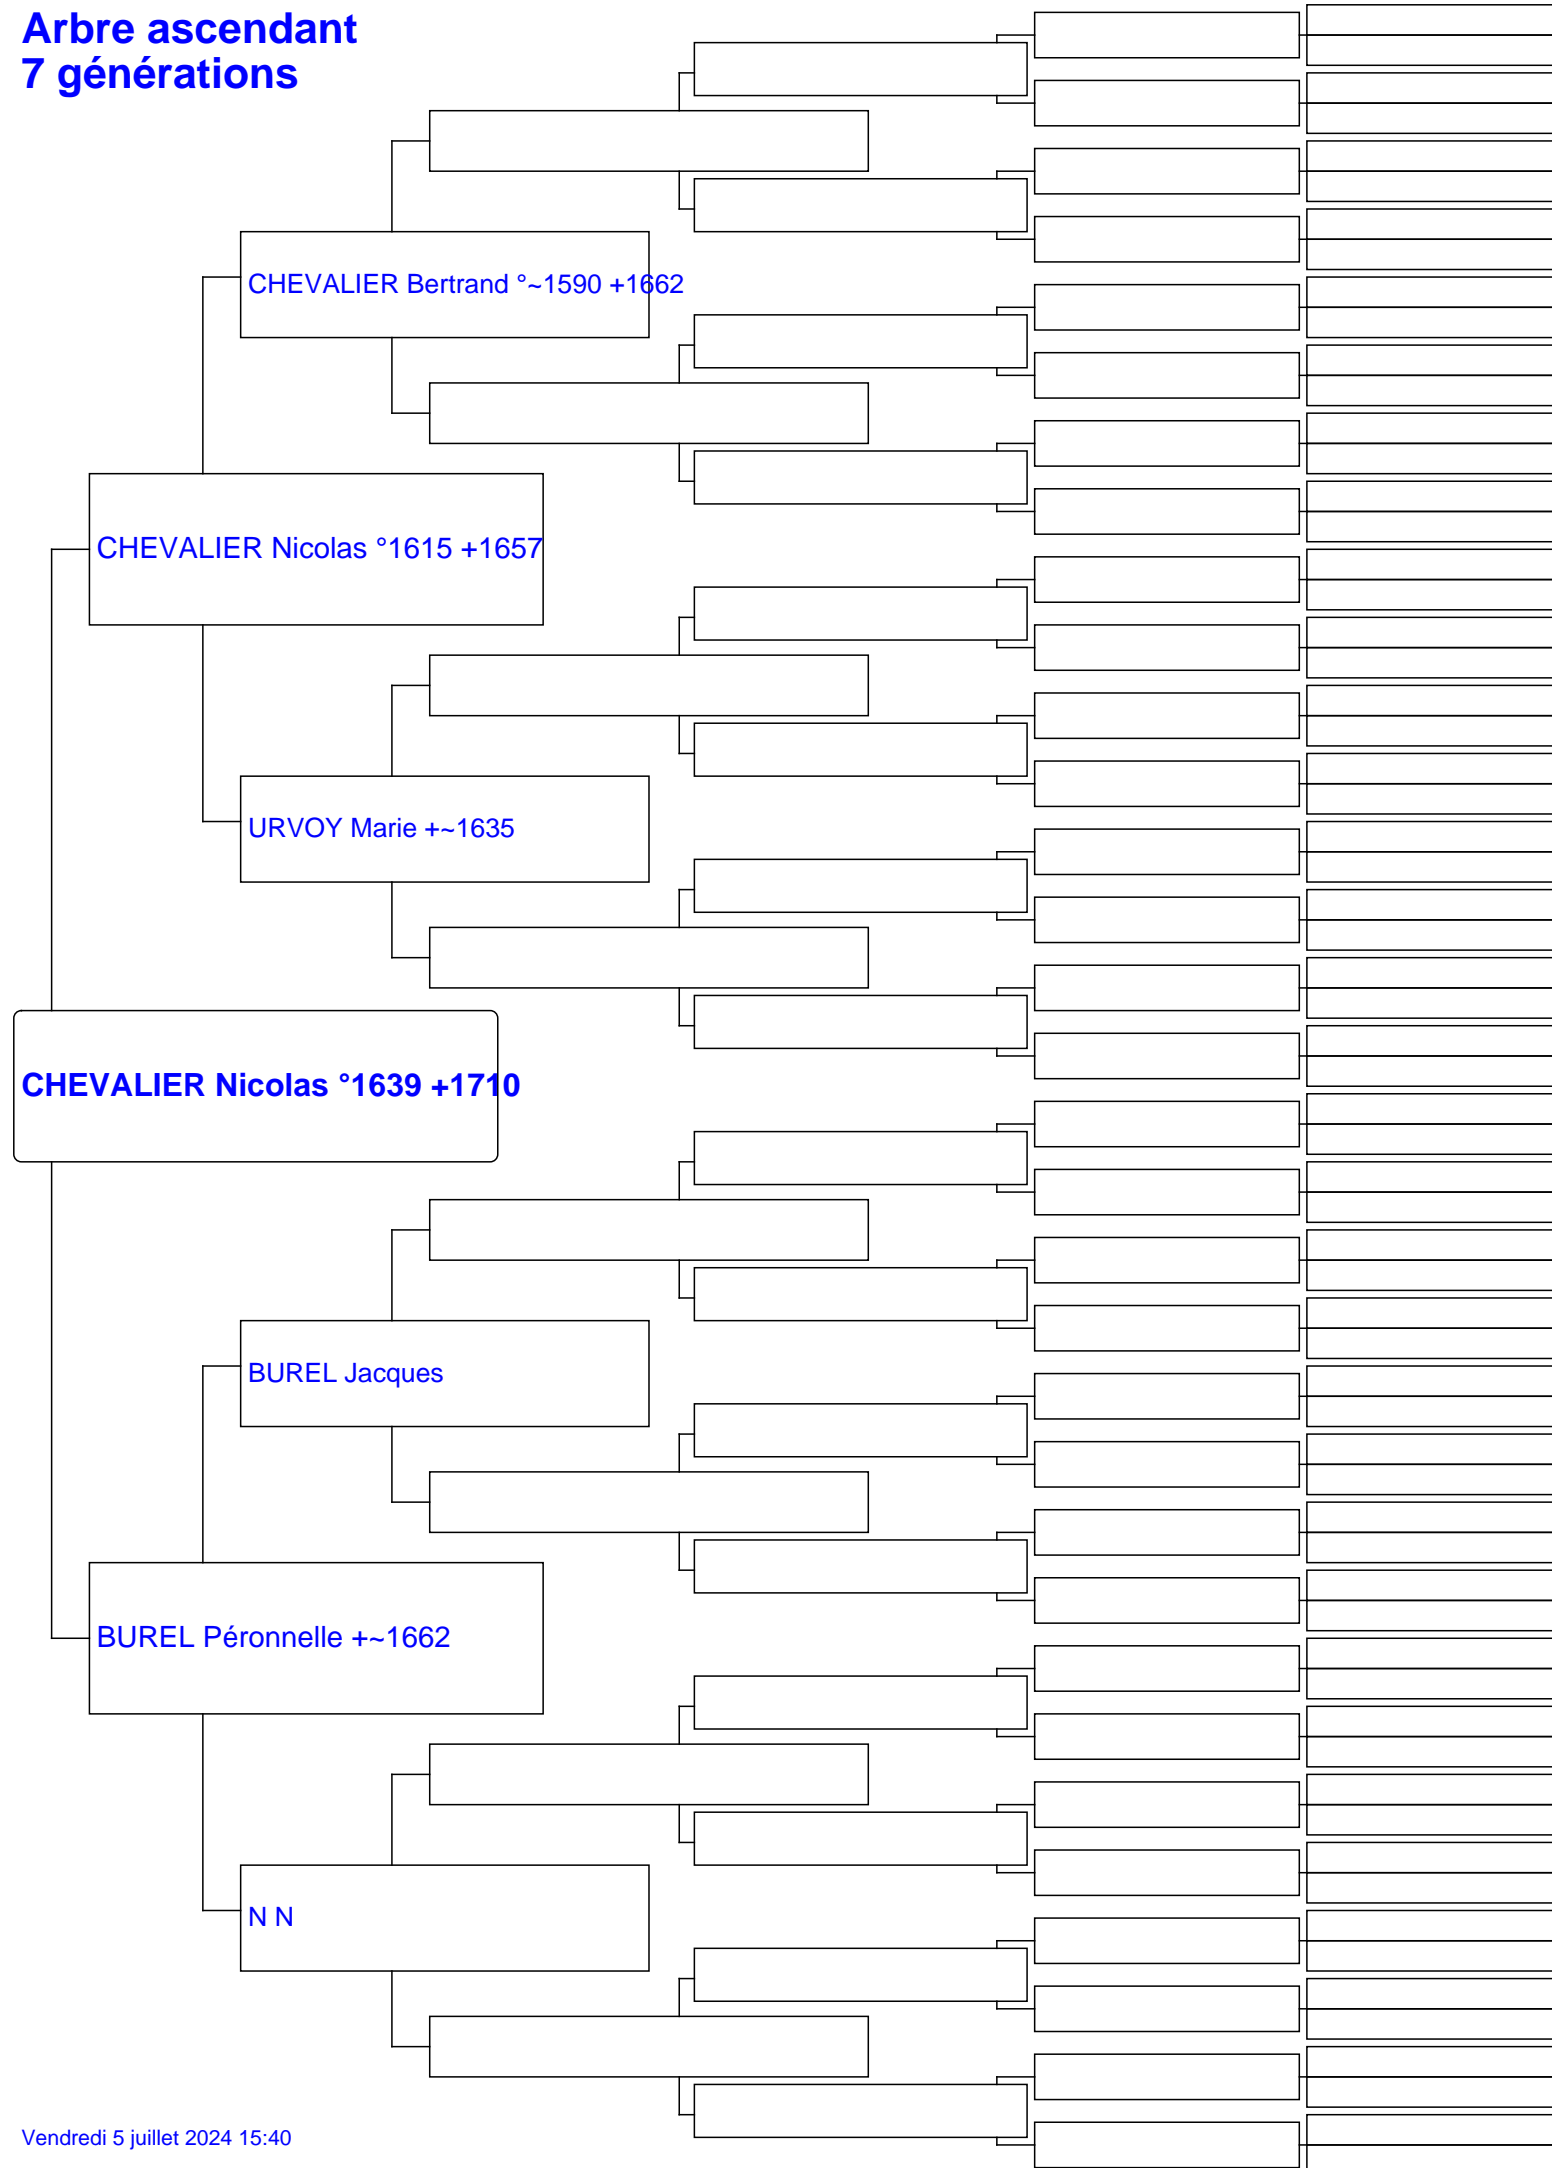 Arbre ascendant
7 générations
CHEVALIER Bertrand °~1590 +1662
CHEVALIER Nicolas °1615 +1657
URVOY Marie +~1635
CHEVALIER Nicolas °1639 +1710
BUREL Jacques
BUREL Péronnelle +~1662
N N
Vendredi 5 juillet 2024 15:40